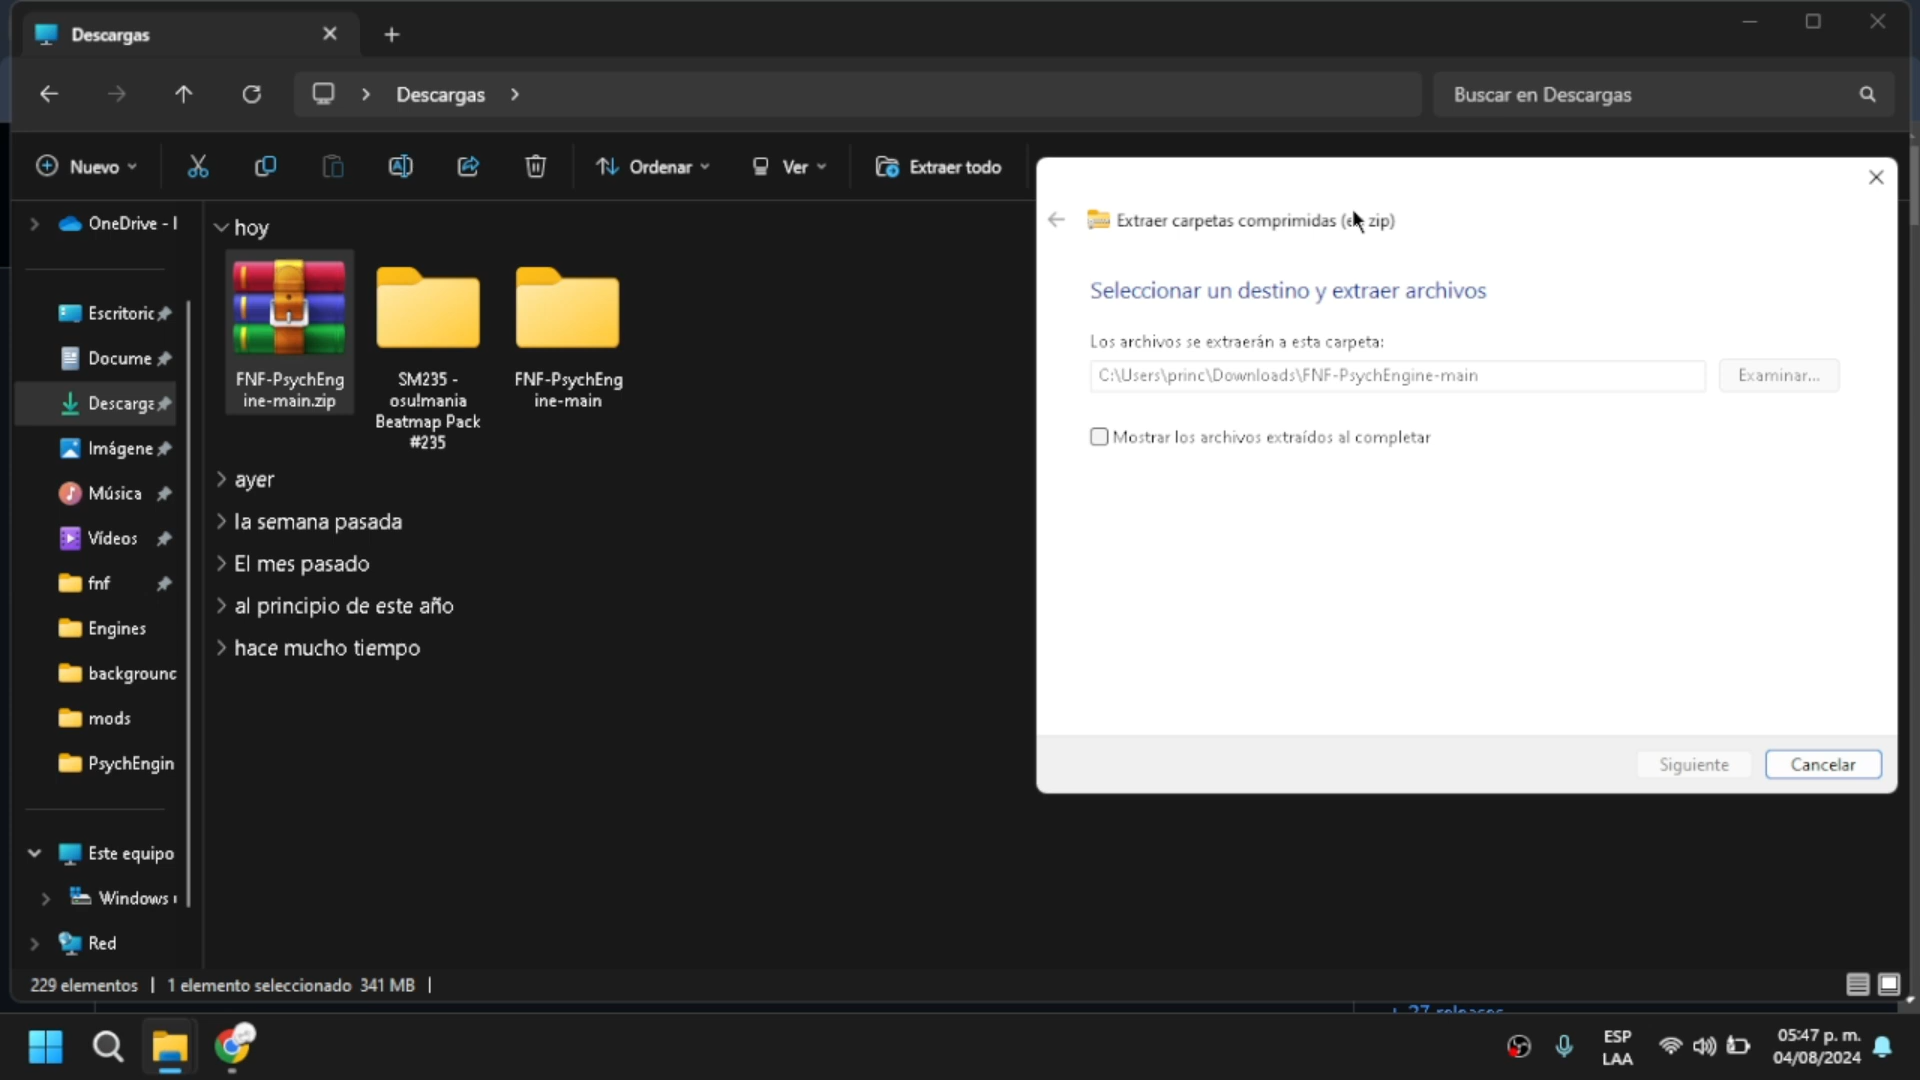 Descargas
Descargas
Buscar en Descargas
Nuevo
Ordenar
Ver
Extraer todo
OneDrive -
Escritoric
Docume
Descarga
Imágene
Música
Vídeos
fnf
Engines
backgrounc
mods
PsychEngin
Este equipo
Windows
Red
hoy
FNF-PsychEng
ine-main.zip
SM235 -
osu!mania
Beatmap Pack
#235
FNF-PsychEng
ine-main
ayer
la semana pasada
El mes pasado
al principio de este año
hace mucho tiempo
Extraer carpetas comprimidas (en zip)
Seleccionar un destino y extraer archivos
Los archivos se extraerán a esta carpeta:
C:\Users\princ\Downloads\FNF-PsychEngine-main
Examinar...
Mostrar los archivos extraídos al completar
Siguiente
Cancelar
229 elementos
1 elemento seleccionado 341 MB
+ 27 releases
ESP
LAA
05:47 p. m.
04/08/2024